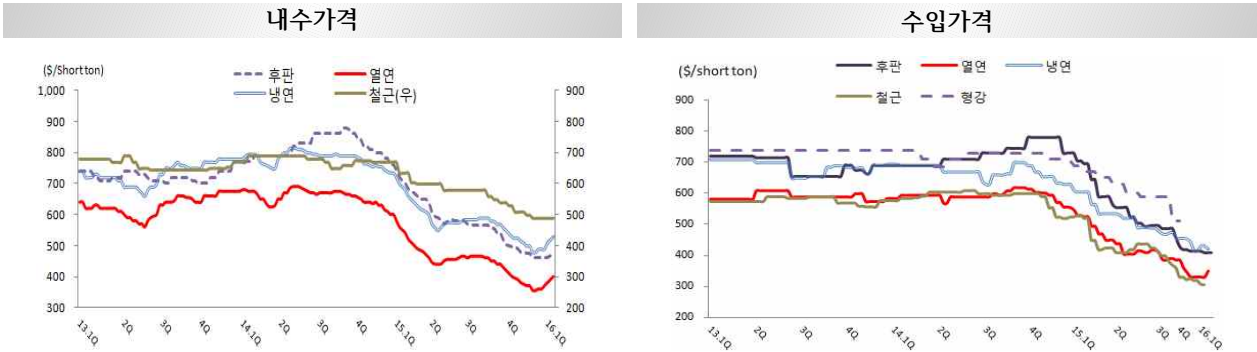 내수가격
($/Short ton)
후판
열연
냉연
철근(우)
1,000
900
800
700
600
500
400
300
900
800
700
600
500
400
300
200
13.1Q
2Q
3Q
4Q
14.1Q
2Q
3Q
4Q
15.1Q
2Q
3Q
4Q
16.1Q
수입가격
($/short ton)
후판
열연
냉연
철근
형강
900
800
700
600
500
400
300
200
13.1Q
2Q
3Q
4Q
14.1Q
2Q
3Q
4Q
15.1Q
2Q
3Q
4Q
16.1Q